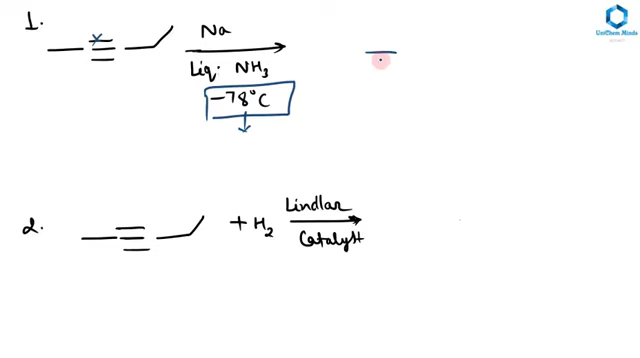 1.
Na
Liq. NH3
-78°C
UniChem Minds
2.
+ H2
Lindlar
Catalyst